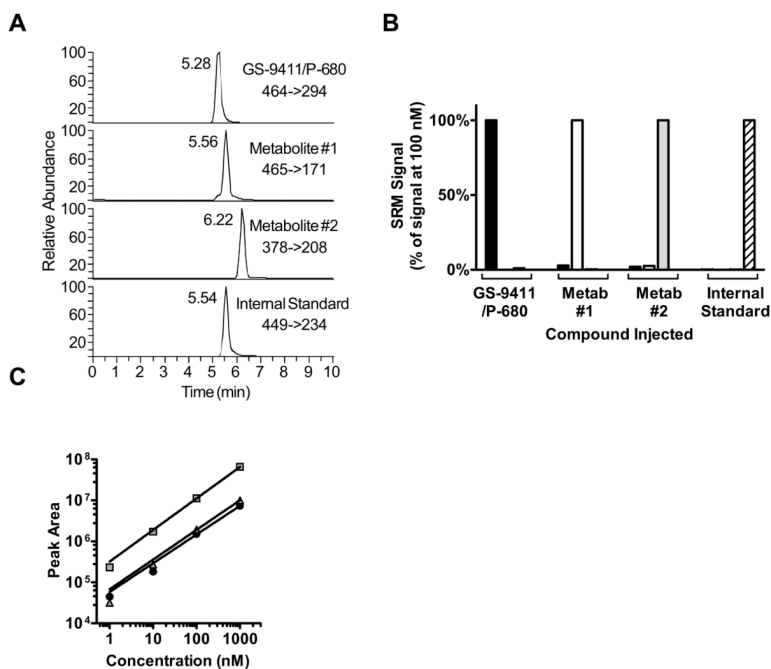 A
100
80
60
40
20
5.28
GS-9411/P-680
464->294
100
60
20
5.56
Metabolite #1
465->171
100
60
20
6.22
Metabolite #2
378->208
100
80
60
40
20
5.54
Internal Standard
449->234
Relative Abundance
0 1 2 3 4 5 6 7 8 9 10
Time (min)
B
100%
50%
0%
SRM Signal
(% of signal at 100 nM)
GS-9411 Metab Metab Internal
/P-680 #1 #2 Standard
Compound Injected
C
10^8
10^7
10^6
10^5
10^4
Peak Area
1 10 100 1000
Concentration (nM)